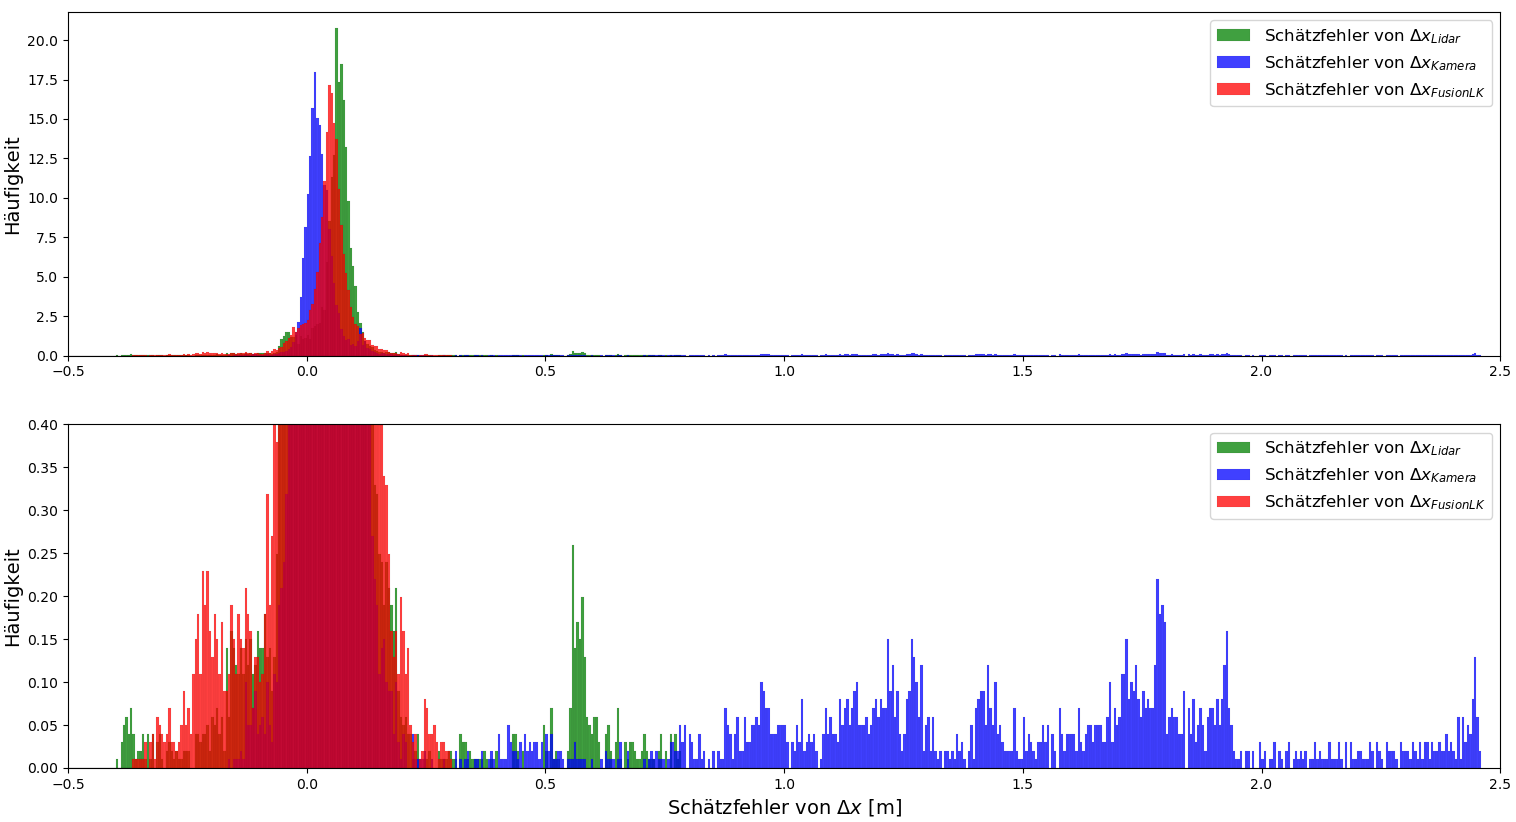 20.0
17.5
15.0
12.5
10.0
7.5
5.0
2.5
0.0
Häufigkeit
Schätzfehler von Δx_Lidar
Schätzfehler von Δx_Kamera
Schätzfehler von Δx_FusionLK
−0.5 0.0 0.5 1.0 1.5 2.0 2.5
0.40
0.35
0.30
0.25
0.20
0.15
0.10
0.05
0.00
Häufigkeit
Schätzfehler von Δx_Lidar
Schätzfehler von Δx_Kamera
Schätzfehler von Δx_FusionLK
−0.5 0.0 0.5 1.0 1.5 2.0 2.5
Schätzfehler von Δx [m]